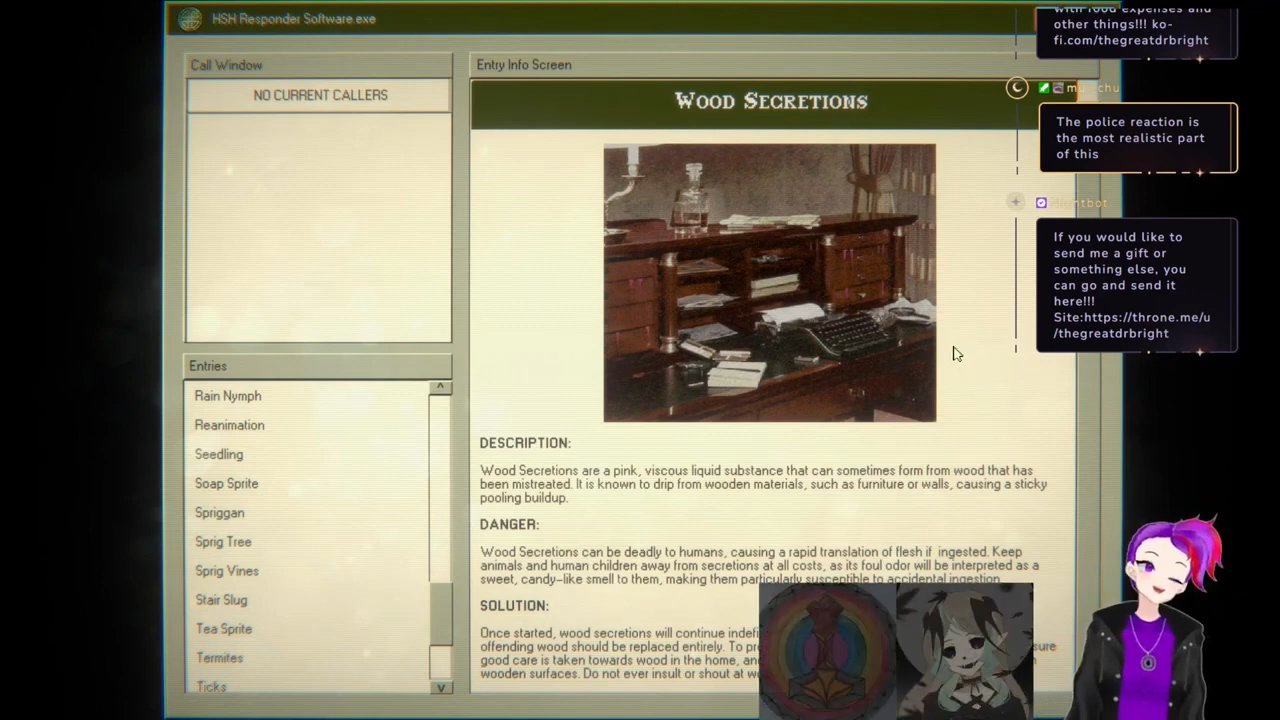 HSH Responder Software.exe
Call Window
NO CURRENT CALLERS
Entries
Rain Nymph
Reanimation
Seedling
Soap Sprite
Spriggan
Sprig Tree
Sprig Vines
Stair Slug
Tea Sprite
Termites
Ticks
Entry Info Screen
Wood Secretions
DESCRIPTION:
Wood Secretions are a pink, viscous liquid substance that can sometimes form from wood that has
been mistreated. It is known to drip from wooden materials, such as furniture or walls, causing a sticky
pooling buildup.
DANGER:
Wood Secretions can be deadly to humans, causing a rapid translation of flesh if ingested. Keep
animals and human children away from secretions at all costs, as its foul odor will be interpreted as a
sweet, candy-like smell to them, making them particularly susceptible to accidental ingestion.
SOLUTION:
Once started, wood secretions will continue
offending wood should be replaced entirely. To
good care is taken towards wood in the home,
wooden surfaces. Do not ever insult or shout at
with food expenses and
other things!!! ko-
fi.com/thegreatdrbright
The police reaction is
the most realistic part
of this
If you would like to
send me a gift or
something else, you
can go and send it
here!!!
Site:https://throne.me/u
/thegreatdrbright